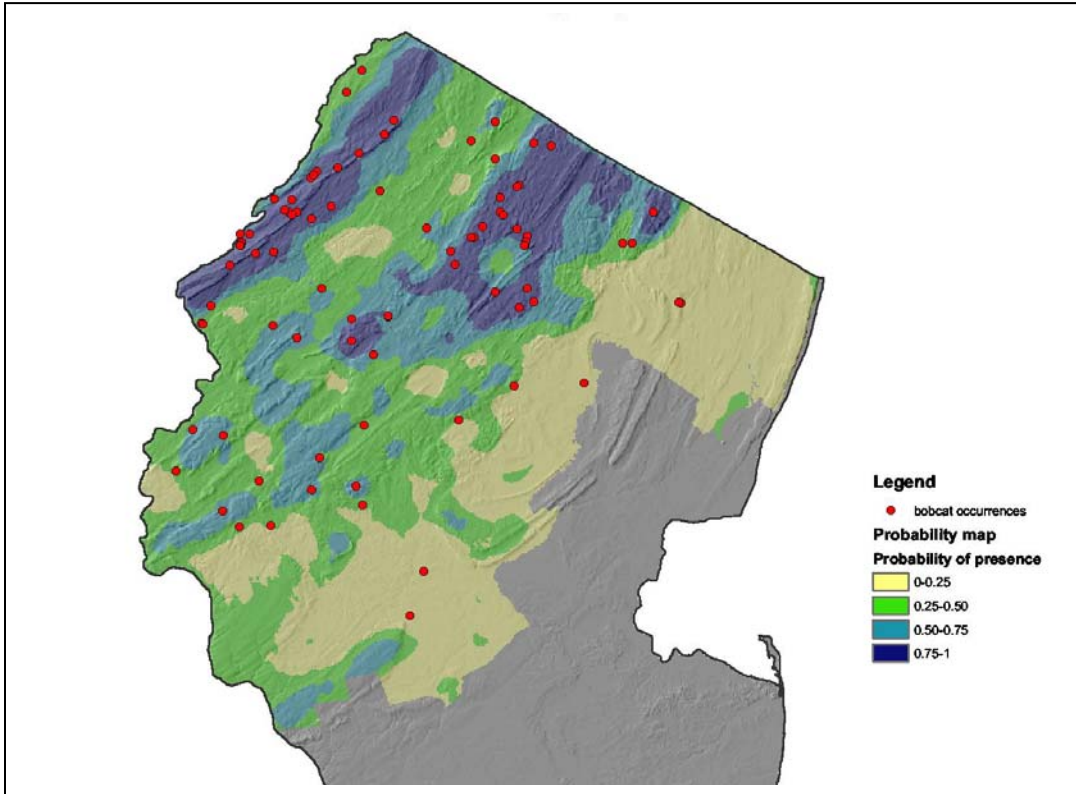 Legend
bobcat occurrences
Probability map
Probability of presence
0-0.25
0.25-0.50
0.50-0.75
0.75-1